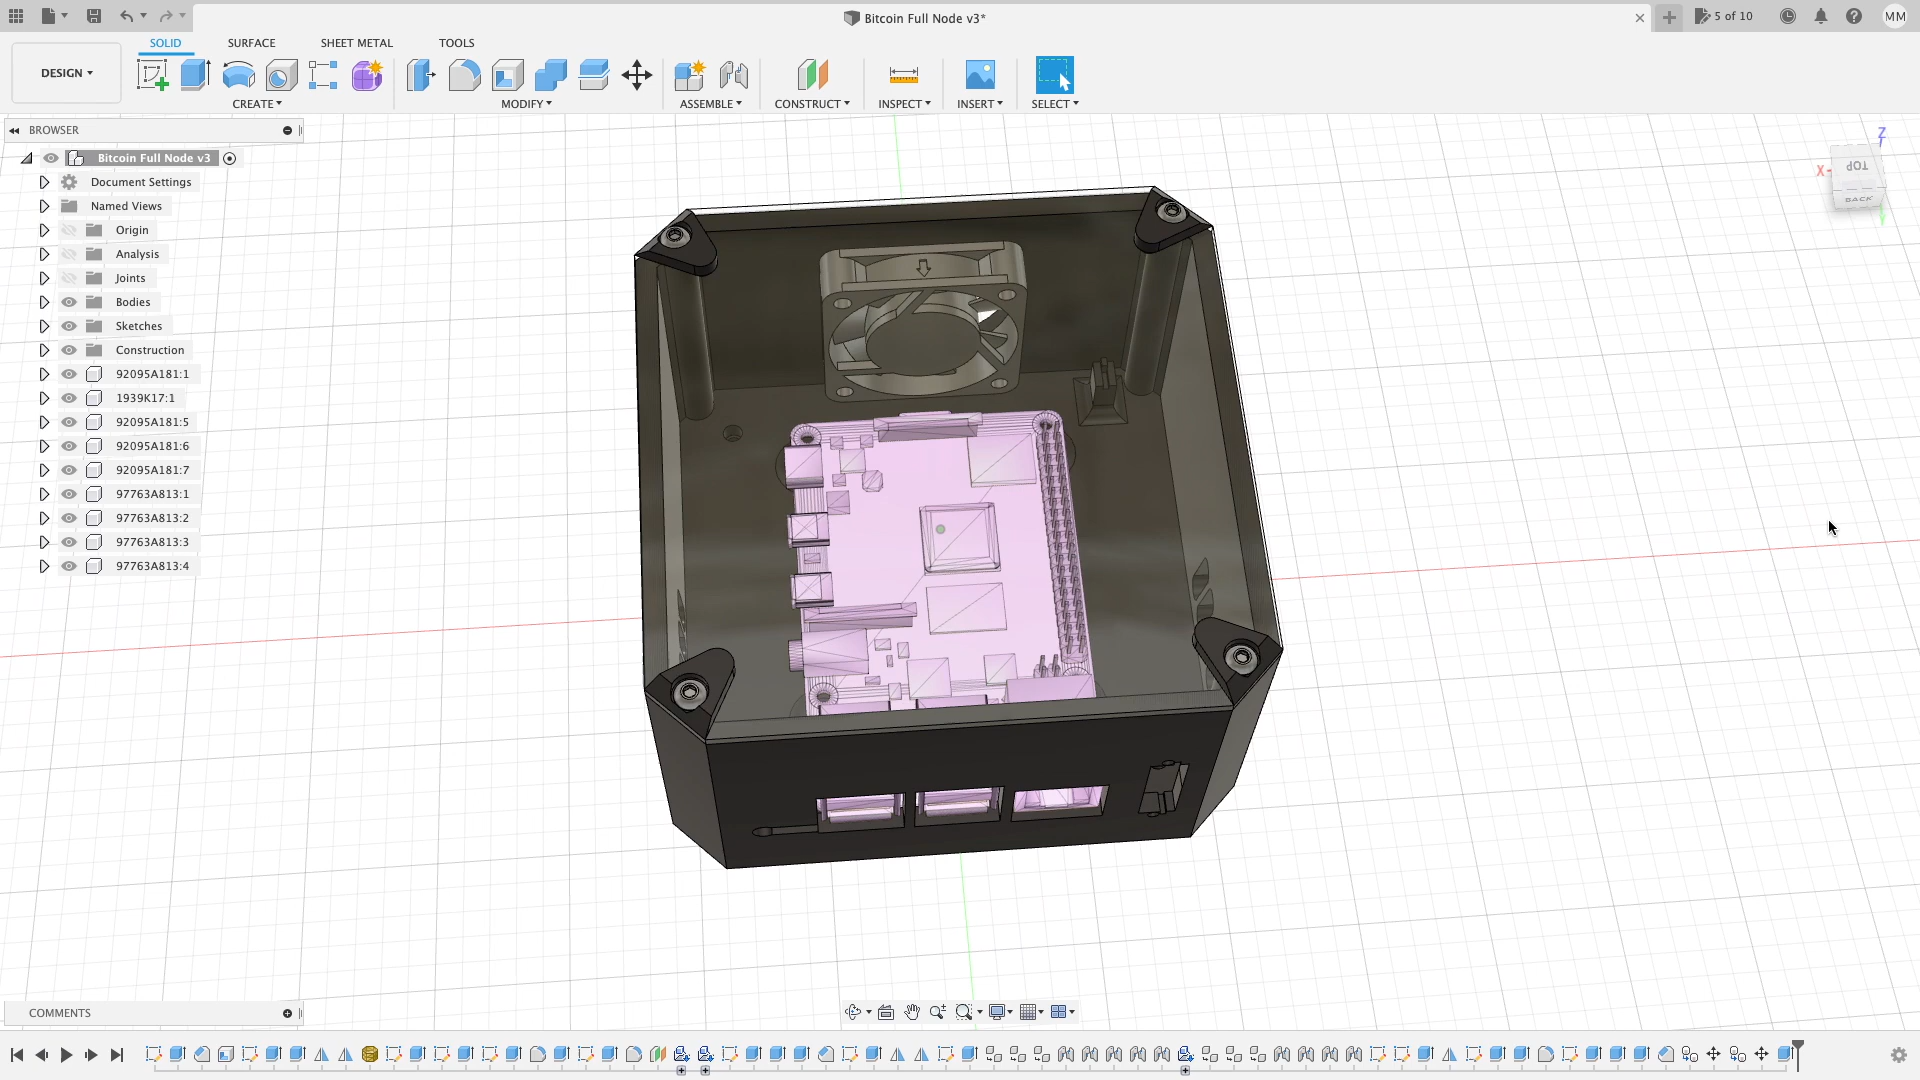 Bitcoin Full Node v3*
5 of 10
MM
DESIGN
SOLID
SURFACE
SHEET METAL
TOOLS
CREATE
MODIFY
ASSEMBLE
CONSTRUCT
INSPECT
INSERT
SELECT
BROWSER
Bitcoin Full Node v3
Document Settings
Named Views
Origin
Analysis
Joints
Bodies
Sketches
Construction
92095A181:1
1939K17:1
92095A181:5
92095A181:6
92095A181:7
97763A813:1
97763A813:2
97763A813:3
97763A813:4
Z
X
TOP
BACK
COMMENTS